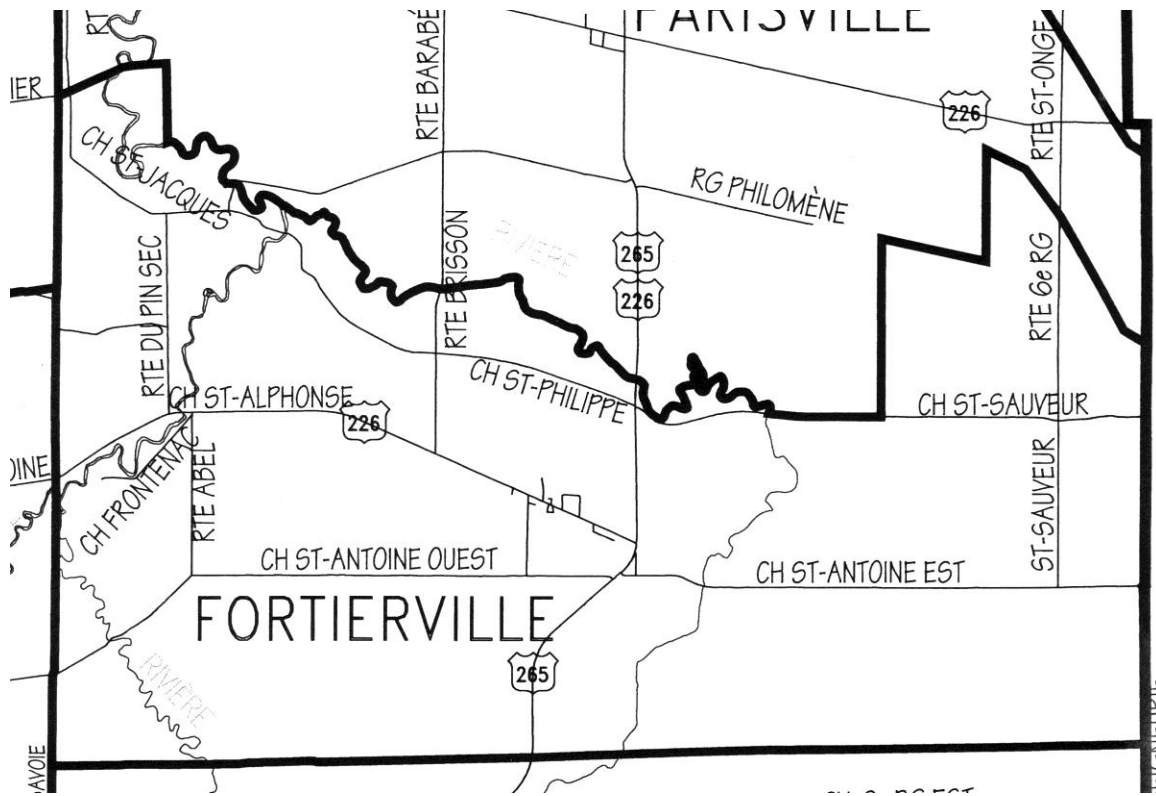 PARISVILLE
RTE BARABÉ
RTE ST-ONGE
IER
226
CH ST-JACQUES
RG PHILOMÈNE
RTE DU PIN SEC
RTE BRISSON
RIVIÈRE
265
226
RTE 6e RG
CH ST-PHILIPPE
CH ST-ALPHONSE
226
CH ST-SAUVEUR
OINE
CH FRONTENAC
RTE ABEL
ST-SAUVEUR
CH ST-ANTOINE OUEST
CH ST-ANTOINE EST
FORTIERVILLE
RIVIÈRE
265